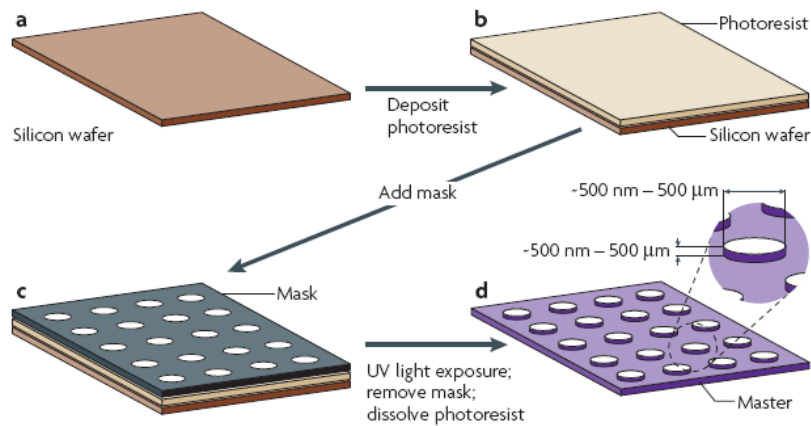 a
Silicon wafer
Deposit
photoresist
b
Photoresist
Silicon wafer
Add mask
c
Mask
UV light exposure;
remove mask;
dissolve photoresist
~500 nm – 500 µm
~500 nm – 500 µm
d
Master